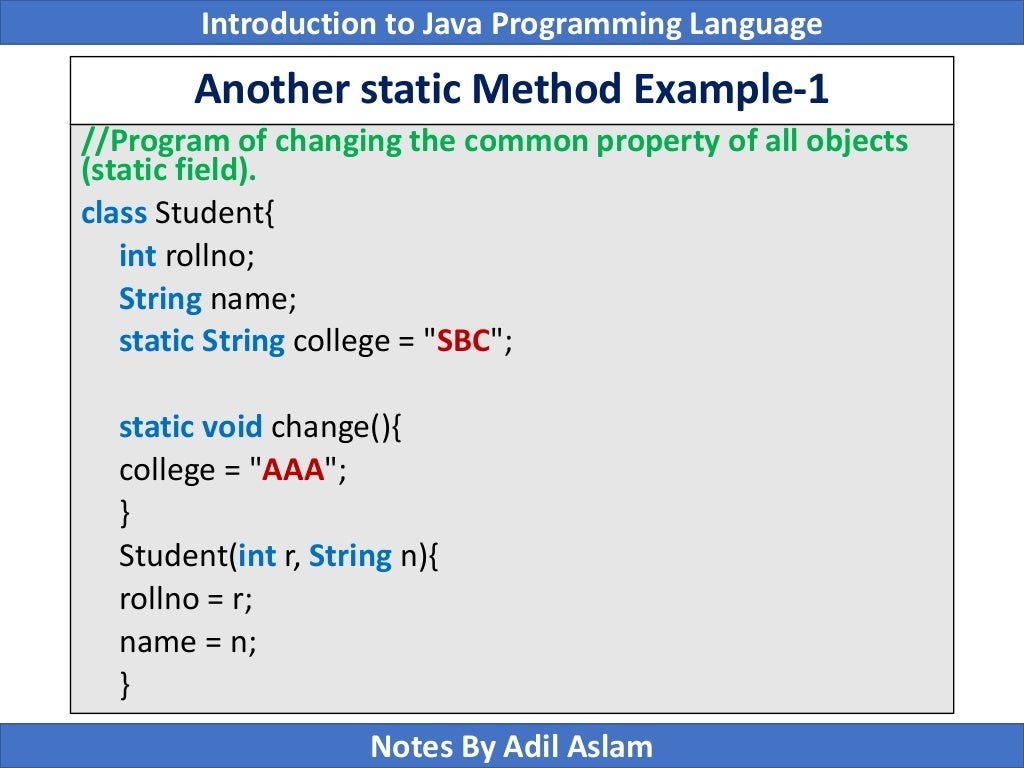 Introduction to Java Programming Language
Another static Method Example-1
//Program of changing the common property of all objects
(static field).
class Student{
int rollno;
String name;
static String college = "SBC";
static void change(){
college = "AAA";
}
Student(int r, String n){
rollno = r;
name = n;
}
Notes By Adil Aslam